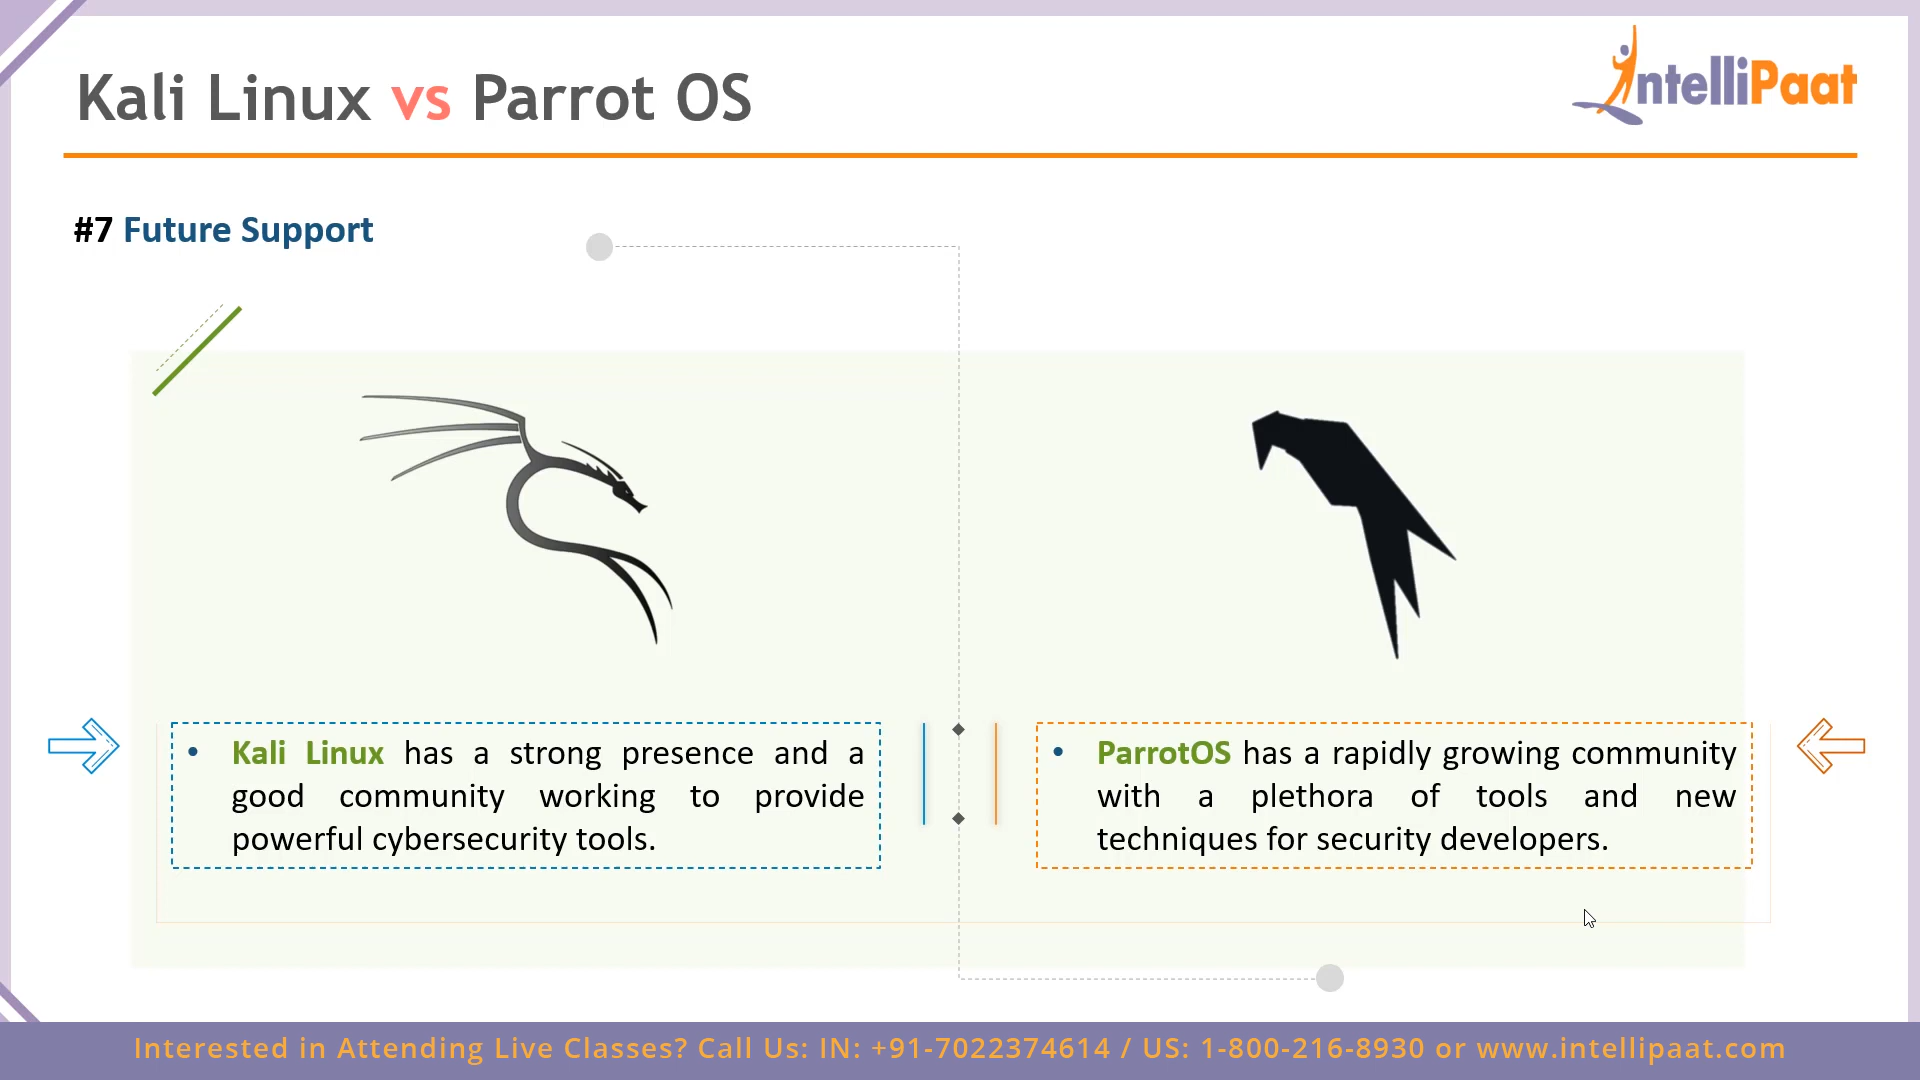 Kali Linux vs Parrot OS
IntelliPaat
#7 Future Support
• Kali Linux has a strong presence and a
good community working to provide
powerful cybersecurity tools.
• ParrotOS has a rapidly growing community
with a plethora of tools and new
techniques for security developers.
Interested in Attending Live Classes? Call Us: IN: +91-7022374614 / US: 1-800-216-8930 or www.intellipaat.com